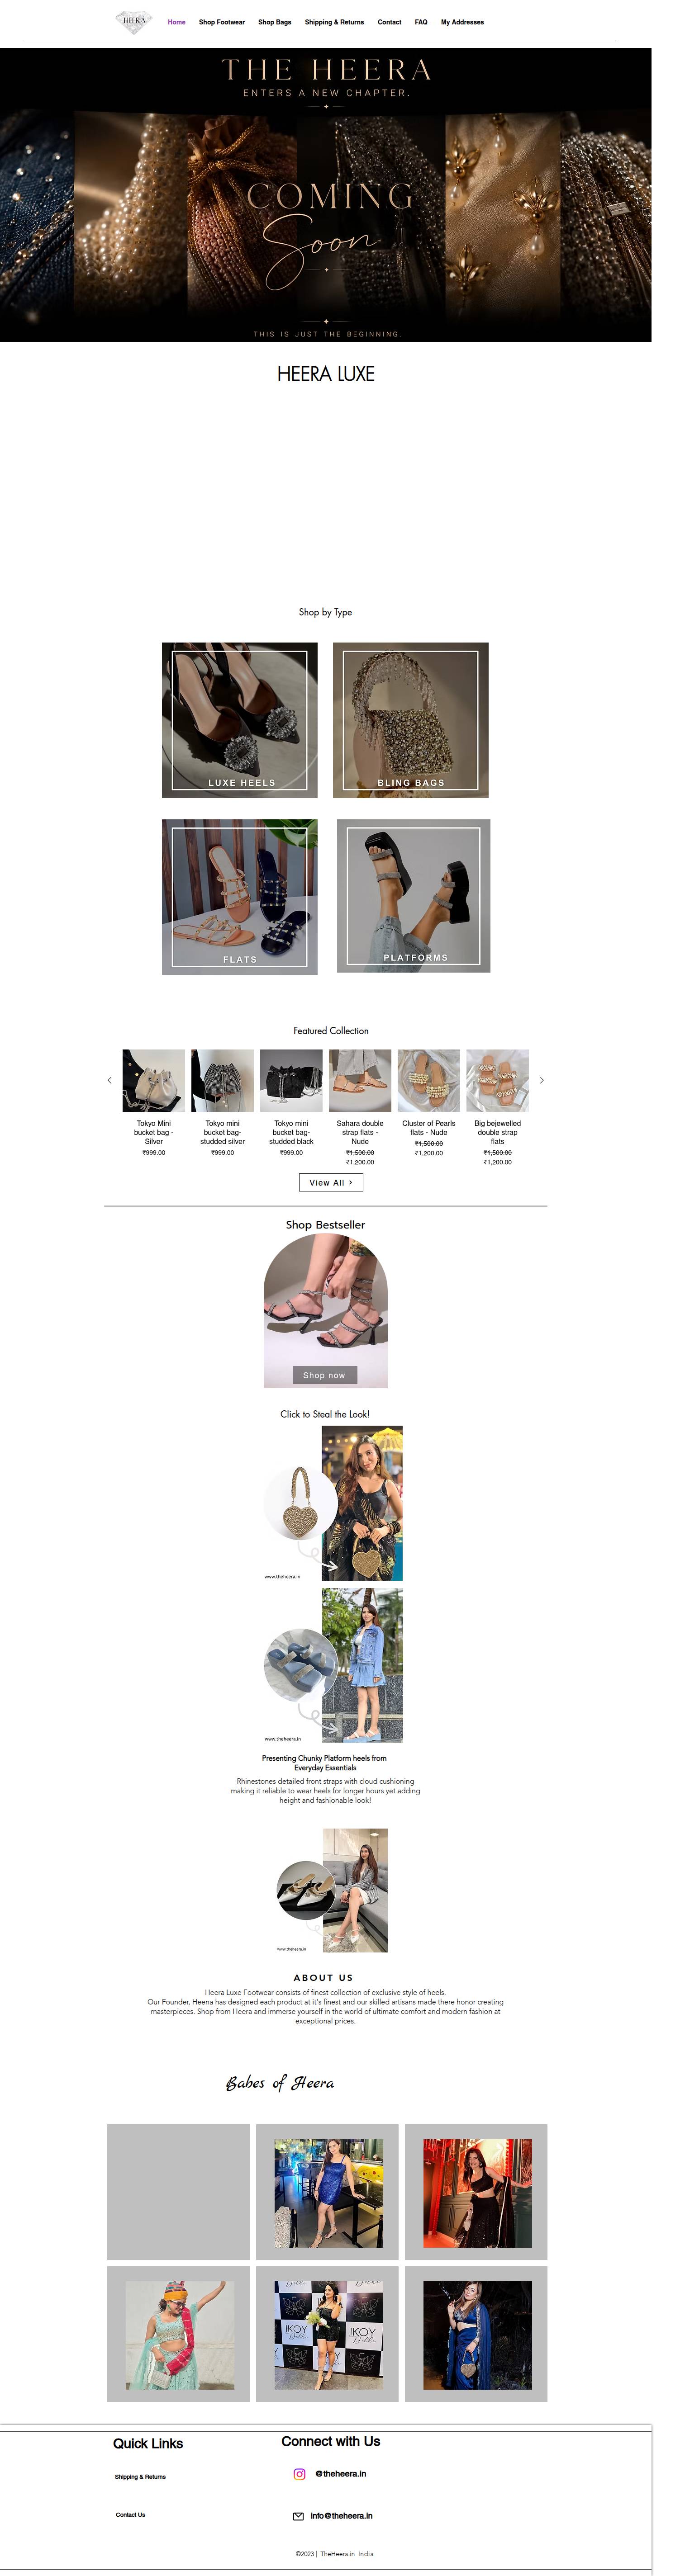 HEERA
Home Shop Footwear Shop Bags Shipping & Returns Contact FAQ My Addresses
THE HEERA
ENTERS A NEW CHAPTER.
COMING
Soon
THIS IS JUST THE BEGINNING.
HEERA LUXE
Shop by Type
LUXE HEELS
BLING BAGS
FLATS
PLATFORMS
Featured Collection
Tokyo Mini
bucket bag -
Silver
₹999.00
Tokyo mini
bucket bag-
studded silver
₹999.00
Tokyo mini
bucket bag-
studded black
₹999.00
Sahara double
strap flats -
Nude
₹1,500.00
₹1,200.00
Cluster of Pearls
flats - Nude
₹1,500.00
₹1,200.00
Big bejewelled
double strap
flats
₹1,500.00
₹1,200.00
View All >
Shop Bestseller
Shop now
Click to Steal the Look!
www.theheera.in
www.theheera.in
Presenting Chunky Platform heels from
Everyday Essentials
Rhinestones detailed front straps with cloud cushioning
making it reliable to wear heels for longer hours yet adding
height and fashionable look!
www.theheera.in
ABOUT US
Heera Luxe Footwear consists of finest collection of exclusive style of heels.
Our Founder, Heena has designed each product at it's finest and our skilled artisans made there honor creating
masterpieces. Shop from Heera and immerse yourself in the world of ultimate comfort and modern fashion at
exceptional prices.
Babes of Heera
IKOY
IKOY
Quick Links
Shipping & Returns
Contact Us
Connect with Us
@theheera.in
info@theheera.in
©2023 | TheHeera.in India